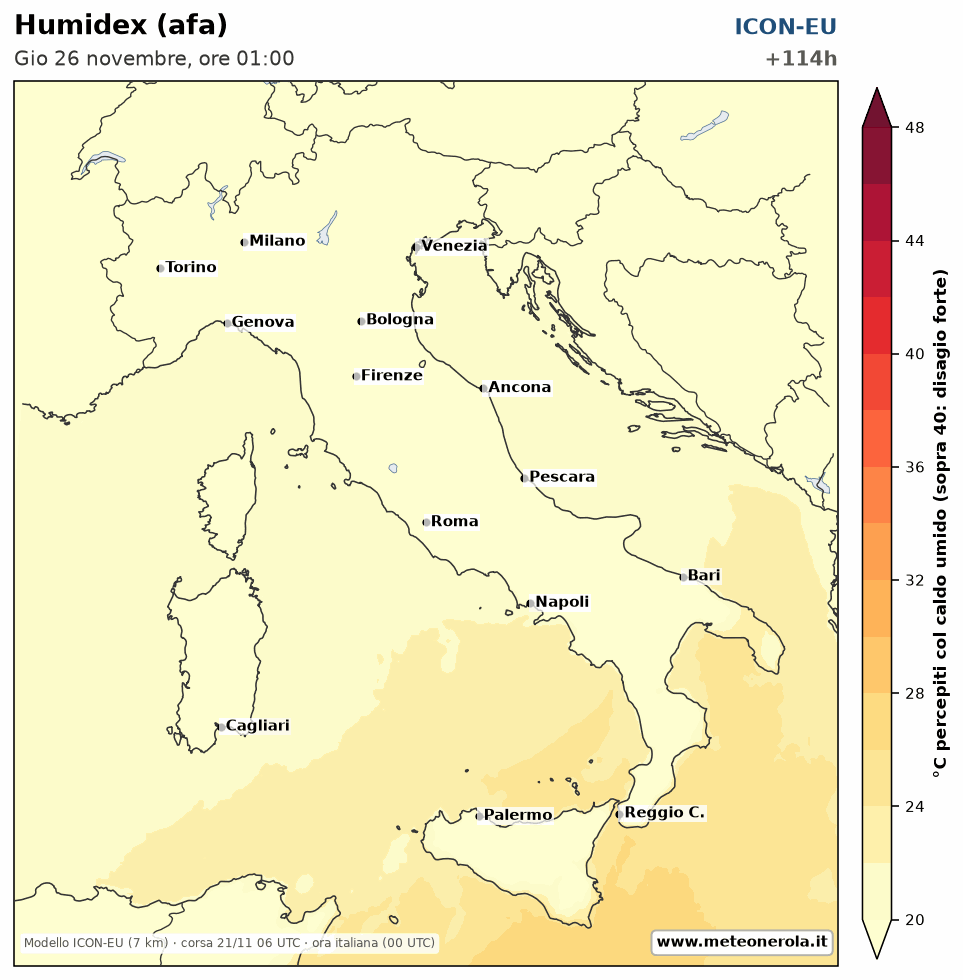 Humidex (afa)
ICON-EU
Gio 26 novembre, ore 01:00
+114h
48
44
40
36
32
28
24
20
°C percepiti col caldo umido (sopra 40: disagio forte)
Milano
Venezia
Torino
Genova
Bologna
Firenze
Ancona
Pescara
Roma
Bari
Napoli
Cagliari
Palermo
Reggio C.
Modello ICON-EU (7 km) · corsa 21/11 06 UTC · ora italiana (00 UTC)
www.meteonerola.it